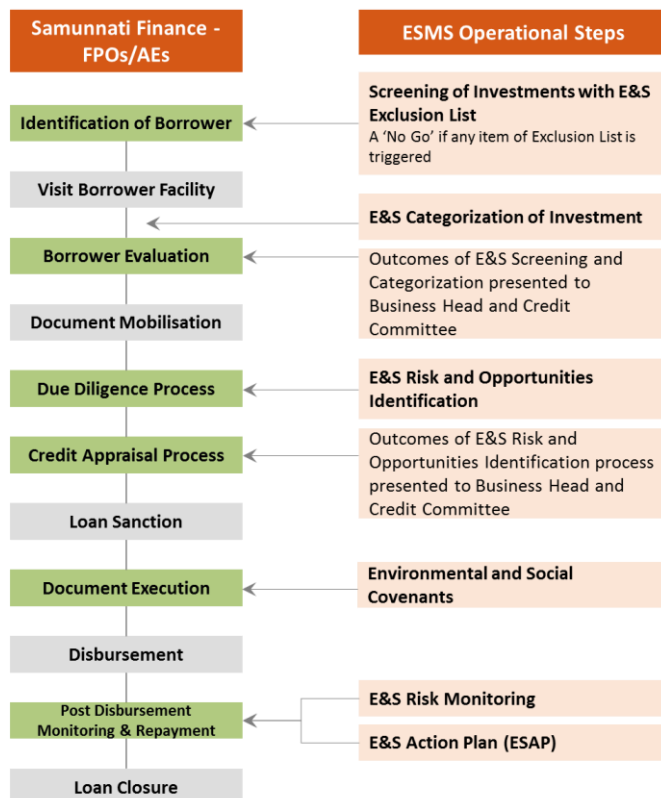 Samunnati Finance -
FPOs/AEs
ESMS Operational Steps
Identification of Borrower
Screening of Investments with E&S
Exclusion List
A ‘No Go’ if any item of Exclusion List is
triggered
Visit Borrower Facility
E&S Categorization of Investment
Borrower Evaluation
Outcomes of E&S Screening and
Categorization presented to
Business Head and Credit
Committee
Document Mobilisation
Due Diligence Process
E&S Risk and Opportunities
Identification
Credit Appraisal Process
Outcomes of E&S Risk and
Opportunities Identification process
presented to Business Head and
Credit Committee
Loan Sanction
Document Execution
Environmental and Social
Covenants
Disbursement
Post Disbursement
Monitoring & Repayment
E&S Risk Monitoring
E&S Action Plan (ESAP)
Loan Closure